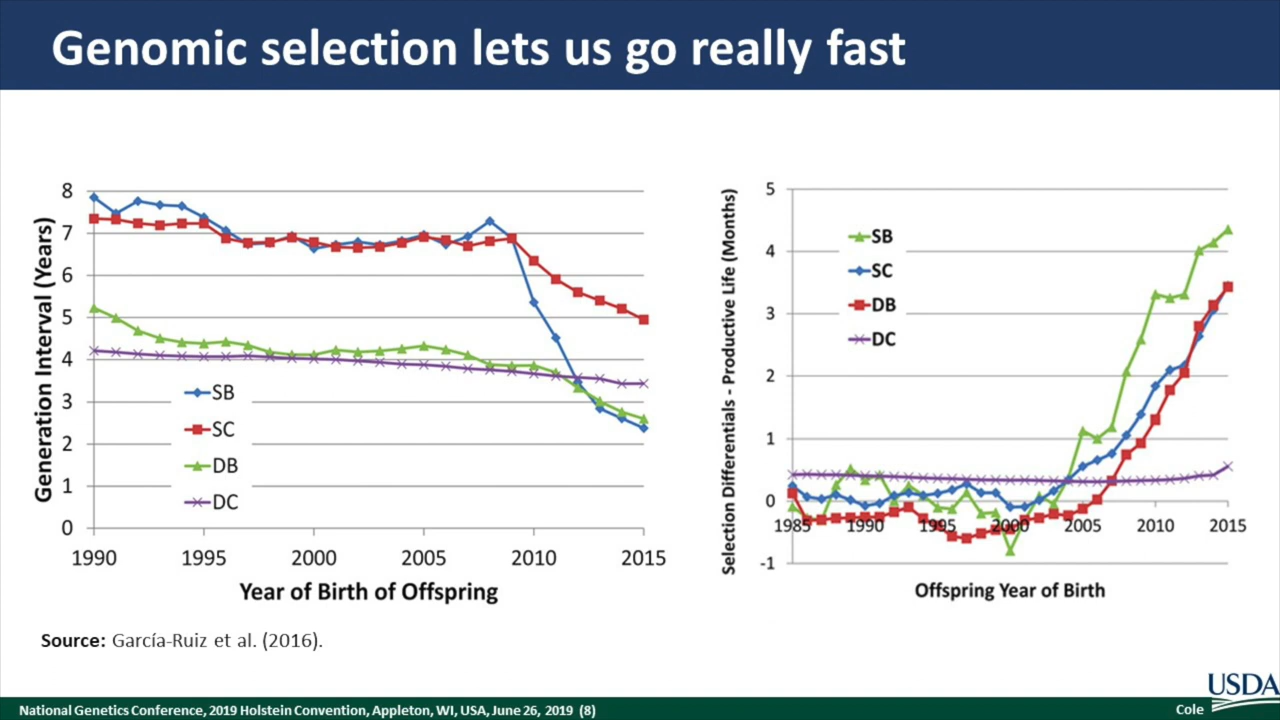 Genomic selection lets us go really fast
Generation Interval (Years)
8
7
6
5
4
3
2
1
0
SB
SC
DB
DC
1990 1995 2000 2005 2010 2015
Year of Birth of Offspring
Selection Differentials - Productive Life (Months)
5
4
3
2
1
0
-1
SB
SC
DB
DC
1985 1990 1995 2000 2005 2010 2015
Offspring Year of Birth
Source: García-Ruiz et al. (2016).
USDA
National Genetics Conference, 2019 Holstein Convention, Appleton, WI, USA, June 26, 2019 (8)
Cole